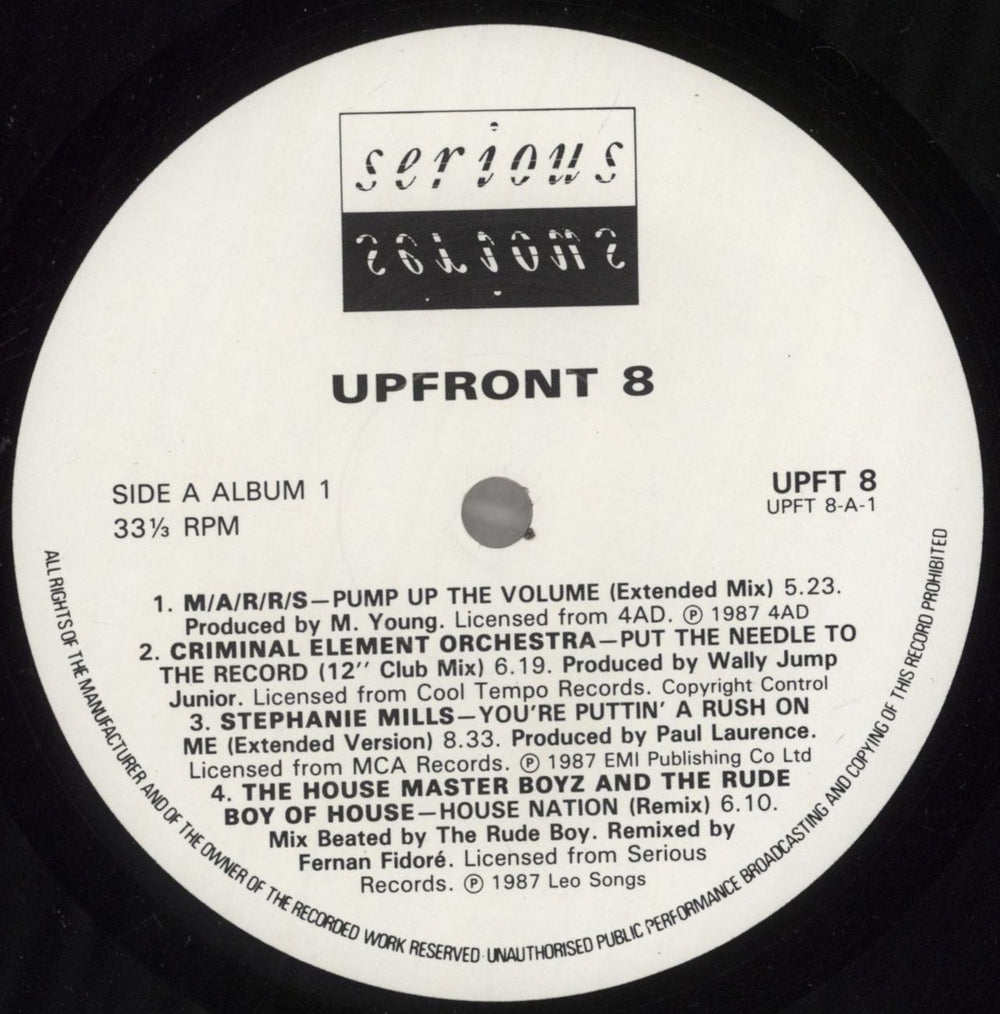 serious
serious
UPFRONT 8
SIDE A ALBUM 1
33⅓ RPM
UPFT 8
UPFT 8-A-1
1. M/A/R/R/S—PUMP UP THE VOLUME (Extended Mix) 5.23.
Produced by M. Young. Licensed from 4AD. ℗ 1987 4AD
2. CRIMINAL ELEMENT ORCHESTRA—PUT THE NEEDLE TO
THE RECORD (12″ Club Mix) 6.19. Produced by Wally Jump
Junior. Licensed from Cool Tempo Records. Copyright Control
3. STEPHANIE MILLS—YOU'RE PUTTIN' A RUSH ON
ME (Extended Version) 8.33. Produced by Paul Laurence.
Licensed from MCA Records. ℗ 1987 EMI Publishing Co Ltd
4. THE HOUSE MASTER BOYZ AND THE RUDE
BOY OF HOUSE—HOUSE NATION (Remix) 6.10.
Mix Beated by The Rude Boy. Remixed by
Fernan Fidoré. Licensed from Serious
Records. ℗ 1987 Leo Songs
ALL RIGHTS OF THE MANUFACTURER AND OF THE OWNER OF THE RECORDED WORK RESERVED · UNAUTHORISED PUBLIC PERFORMANCE BROADCASTING AND COPYING OF THIS RECORD PROHIBITED